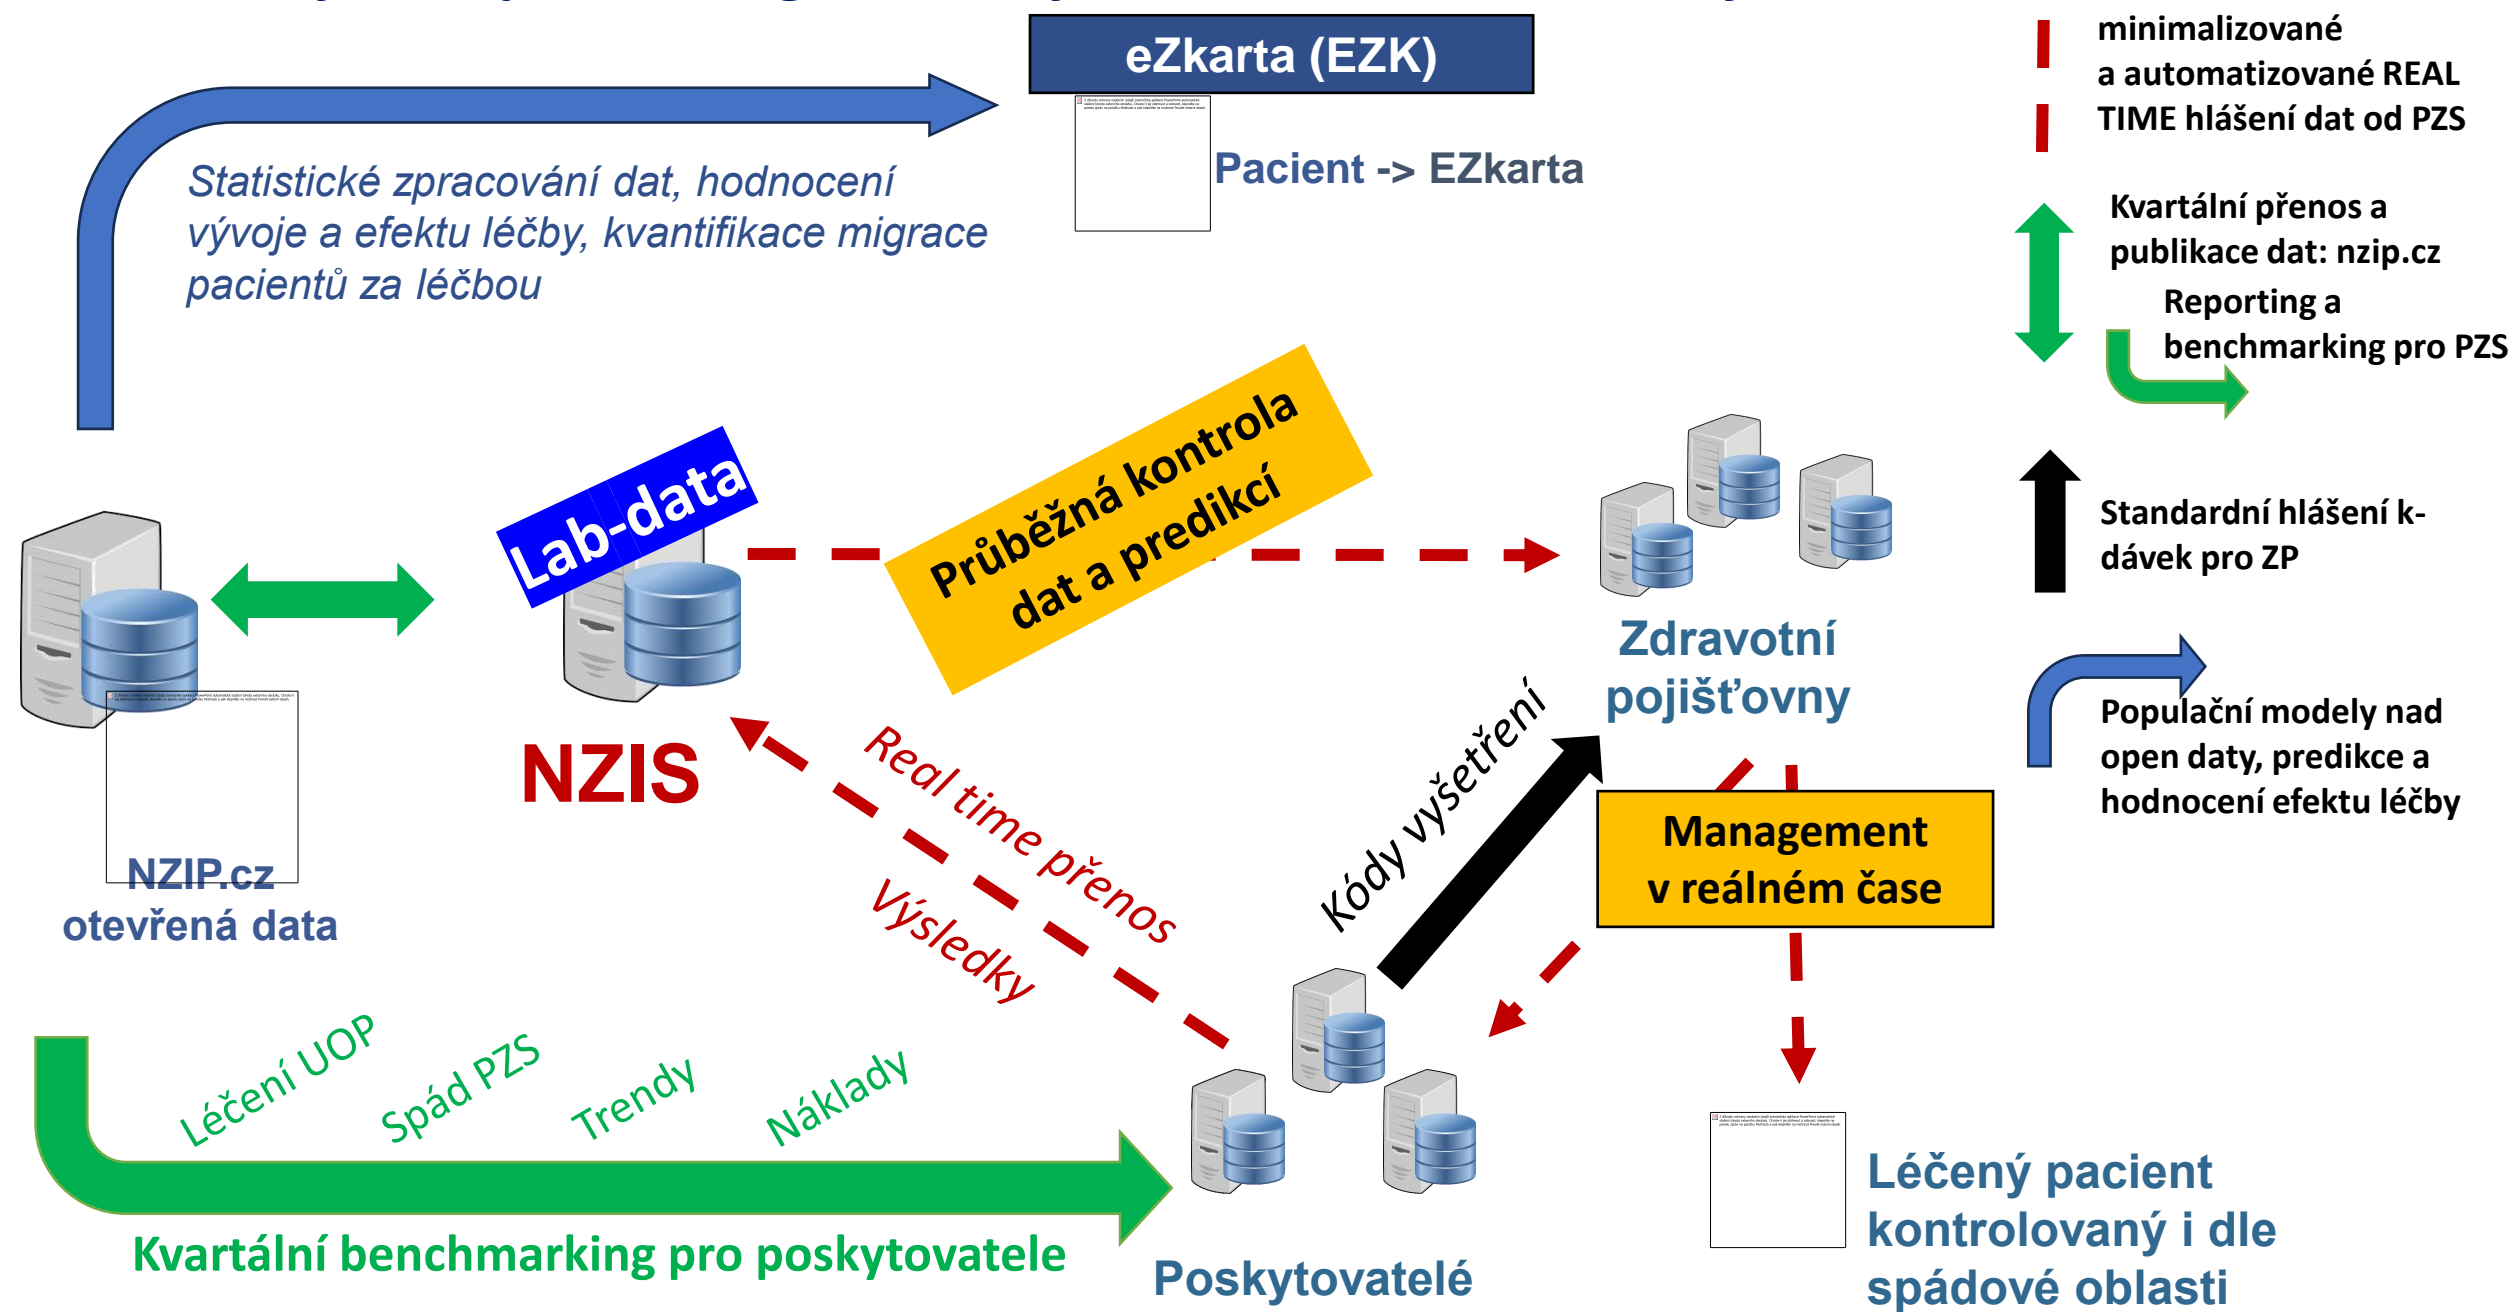 eZkarta (EZK)
Pacient -> EZkarta
Statistické zpracování dat, hodnocení
vývoje a efektu léčby, kvantifikace migrace
pacientů za léčbou
minimalizované
a automatizované REAL
TIME hlášení dat od PZS
Kvartální přenos a
publikace dat: nzip.cz
Reporting a
benchmarking pro PZS
Standardní hlášení k-
dávek pro ZP
Populační modely nad
open daty, predikce a
hodnocení efektu léčby
Lab-data
Průběžná kontrola
dat a predikcí
Zdravotní
pojišťovny
NZIS
NZIP.cz
otevřená data
Real time přenos
Výsledky
Kódy vyšetření
Management
v reálném čase
Léčení UOP
Spád PZS
Trendy
Náklady
Kvartální benchmarking pro poskytovatele
Poskytovatelé
Léčený pacient
kontrolovaný i dle
spádové oblasti